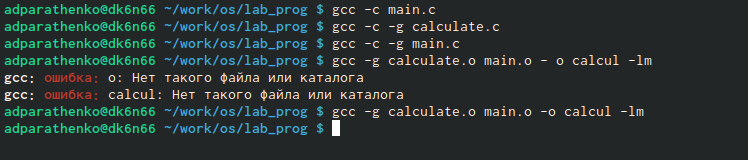 adparathenko@dk6n66 ~/work/os/lab_prog $ gcc -c main.c
adparathenko@dk6n66 ~/work/os/lab_prog $ gcc -c -g calculate.c
adparathenko@dk6n66 ~/work/os/lab_prog $ gcc -c -g main.c
adparathenko@dk6n66 ~/work/os/lab_prog $ gcc -g calculate.o main.o - o calcul -lm
gcc: ошибка: o: Нет такого файла или каталога
gcc: ошибка: calcul: Нет такого файла или каталога
adparathenko@dk6n66 ~/work/os/lab_prog $ gcc -g calculate.o main.o -o calcul -lm
adparathenko@dk6n66 ~/work/os/lab_prog $